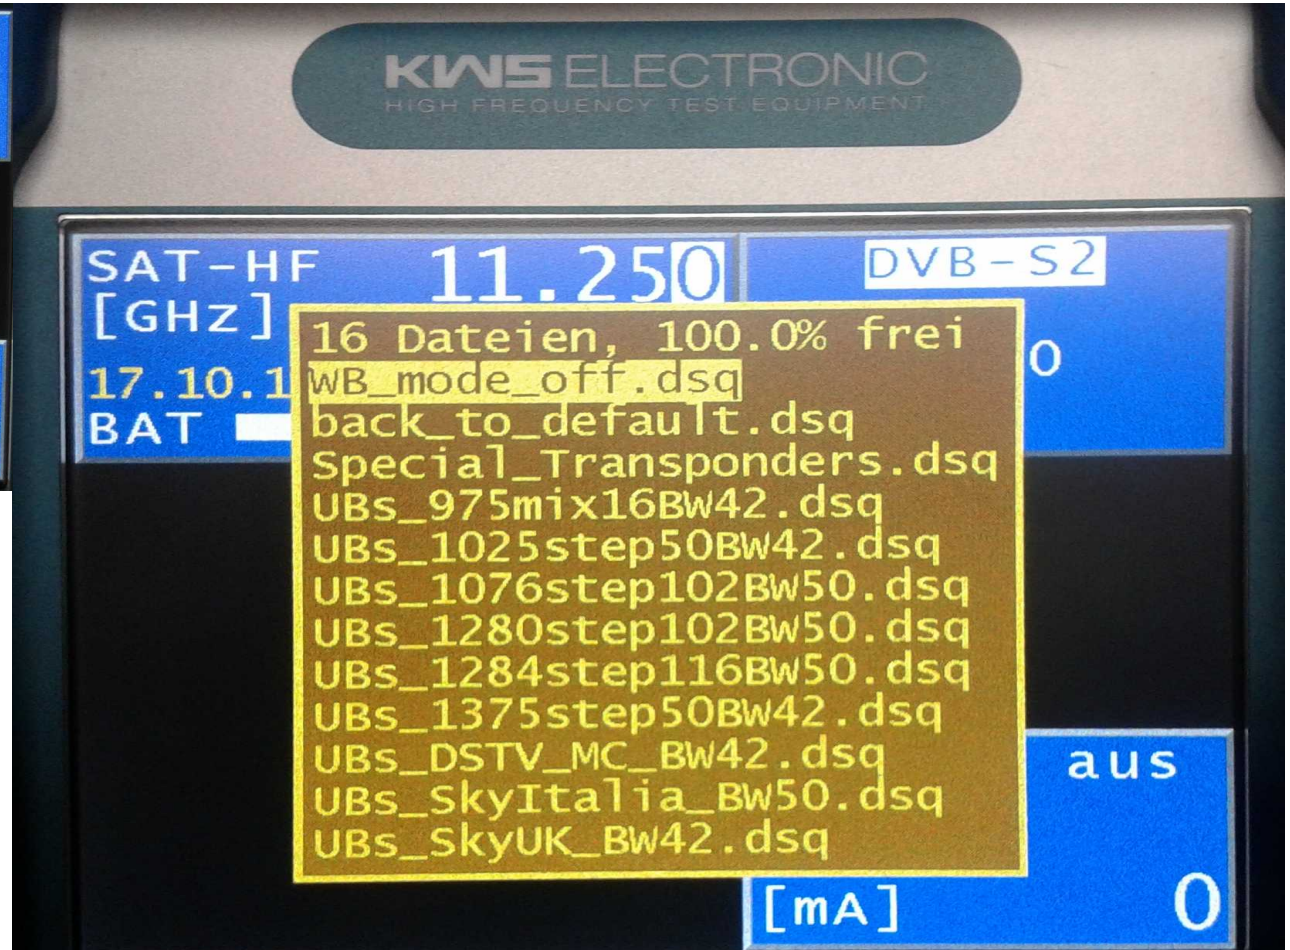 KWS ELECTRONIC
HIGH FREQUENCY TEST EQUIPMENT
SAT-HF 11.250
[GHz]
DVB-S2
0
17.10.1
BAT
16 Dateien, 100.0% frei
WB_mode_off.dsq
back_to_default.dsq
Special_Transponders.dsq
UBs_975mix16BW42.dsq
UBs_1025step50BW42.dsq
UBs_1076step102BW50.dsq
UBs_1280step102BW50.dsq
UBs_1284step116BW50.dsq
UBs_1375step50BW42.dsq
UBs_DSTV_MC_BW42.dsq
UBs_SkyItalia_BW50.dsq
UBs_SkyUK_BW42.dsq
aus
[mA] 0